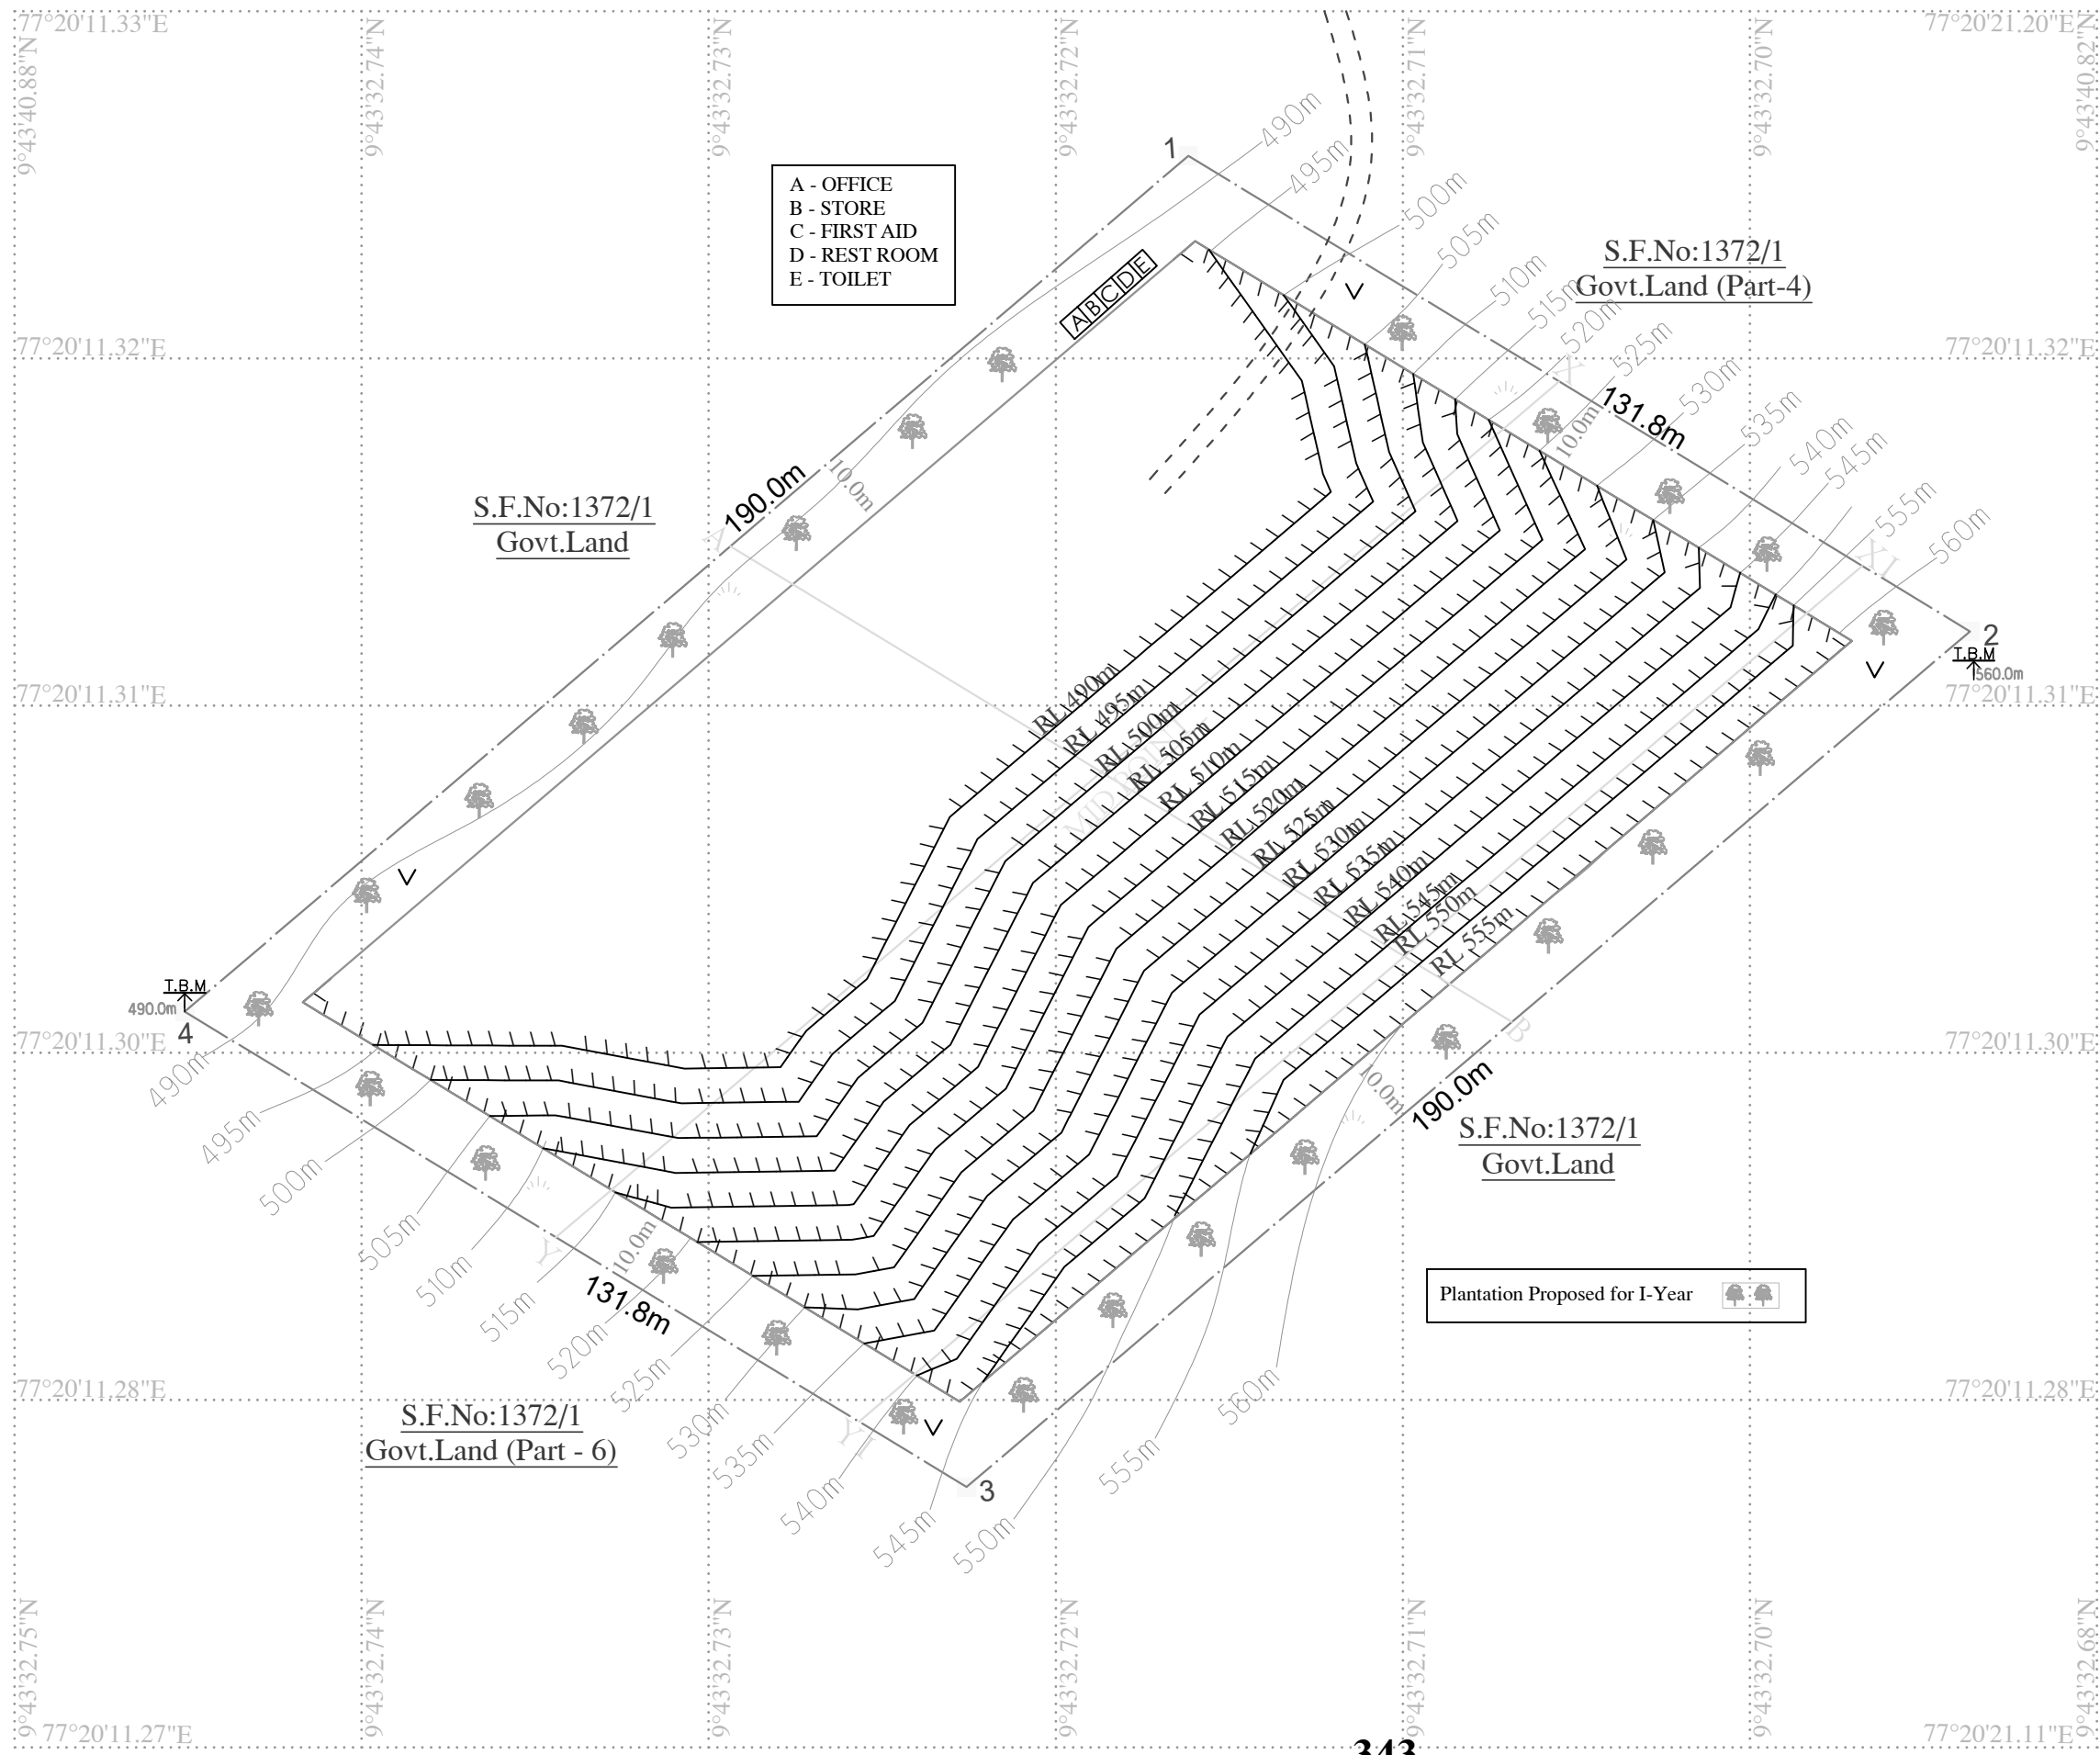 77°20'11.33"E
77°20'21.20"E
9°43'40.88"N
9°43'32.74"N
9°43'32.73"N
9°43'32.72"N
9°43'32.71"N
9°43'32.70"N
9°43'40.82"N
A - OFFICE
B - STORE
C - FIRST AID
D - REST ROOM
E - TOILET
1
490m
495m
500m
505m
510m
515m
520m
525m
530m
535m
540m
545m
555m
560m
S.F.No:1372/1
Govt.Land (Part-4)
A B C D E
77°20'11.32"E
77°20'11.32"E
X
131.8m
10.0m
S.F.No:1372/1
Govt.Land
190.0m
10.0m
A
X1
2
T.B.M
560.0m
77°20'11.31"E
77°20'11.31"E
RL 490m
RL 495m
RL 500m
RL 505m
RL 510m
RL 515m
RL 520m
RL 525m
RL 530m
RL 535m
RL 540m
RL 545m
RL 550m
RL 555m
T.B.M
490.0m
4
B
77°20'11.30"E
77°20'11.30"E
10.0m
190.0m
S.F.No:1372/1
Govt.Land
490m
495m
500m
505m
510m
515m
520m
525m
530m
535m
540m
545m
550m
555m
560m
Y
10.0m
131.8m
Y1
3
Plantation Proposed for I-Year
77°20'11.28"E
77°20'11.28"E
S.F.No:1372/1
Govt.Land (Part - 6)
9°43'32.75"N
9°43'32.74"N
9°43'32.73"N
9°43'32.72"N
9°43'32.71"N
9°43'32.70"N
9°43'32.68"N
77°20'11.27"E
77°20'21.11"E
343